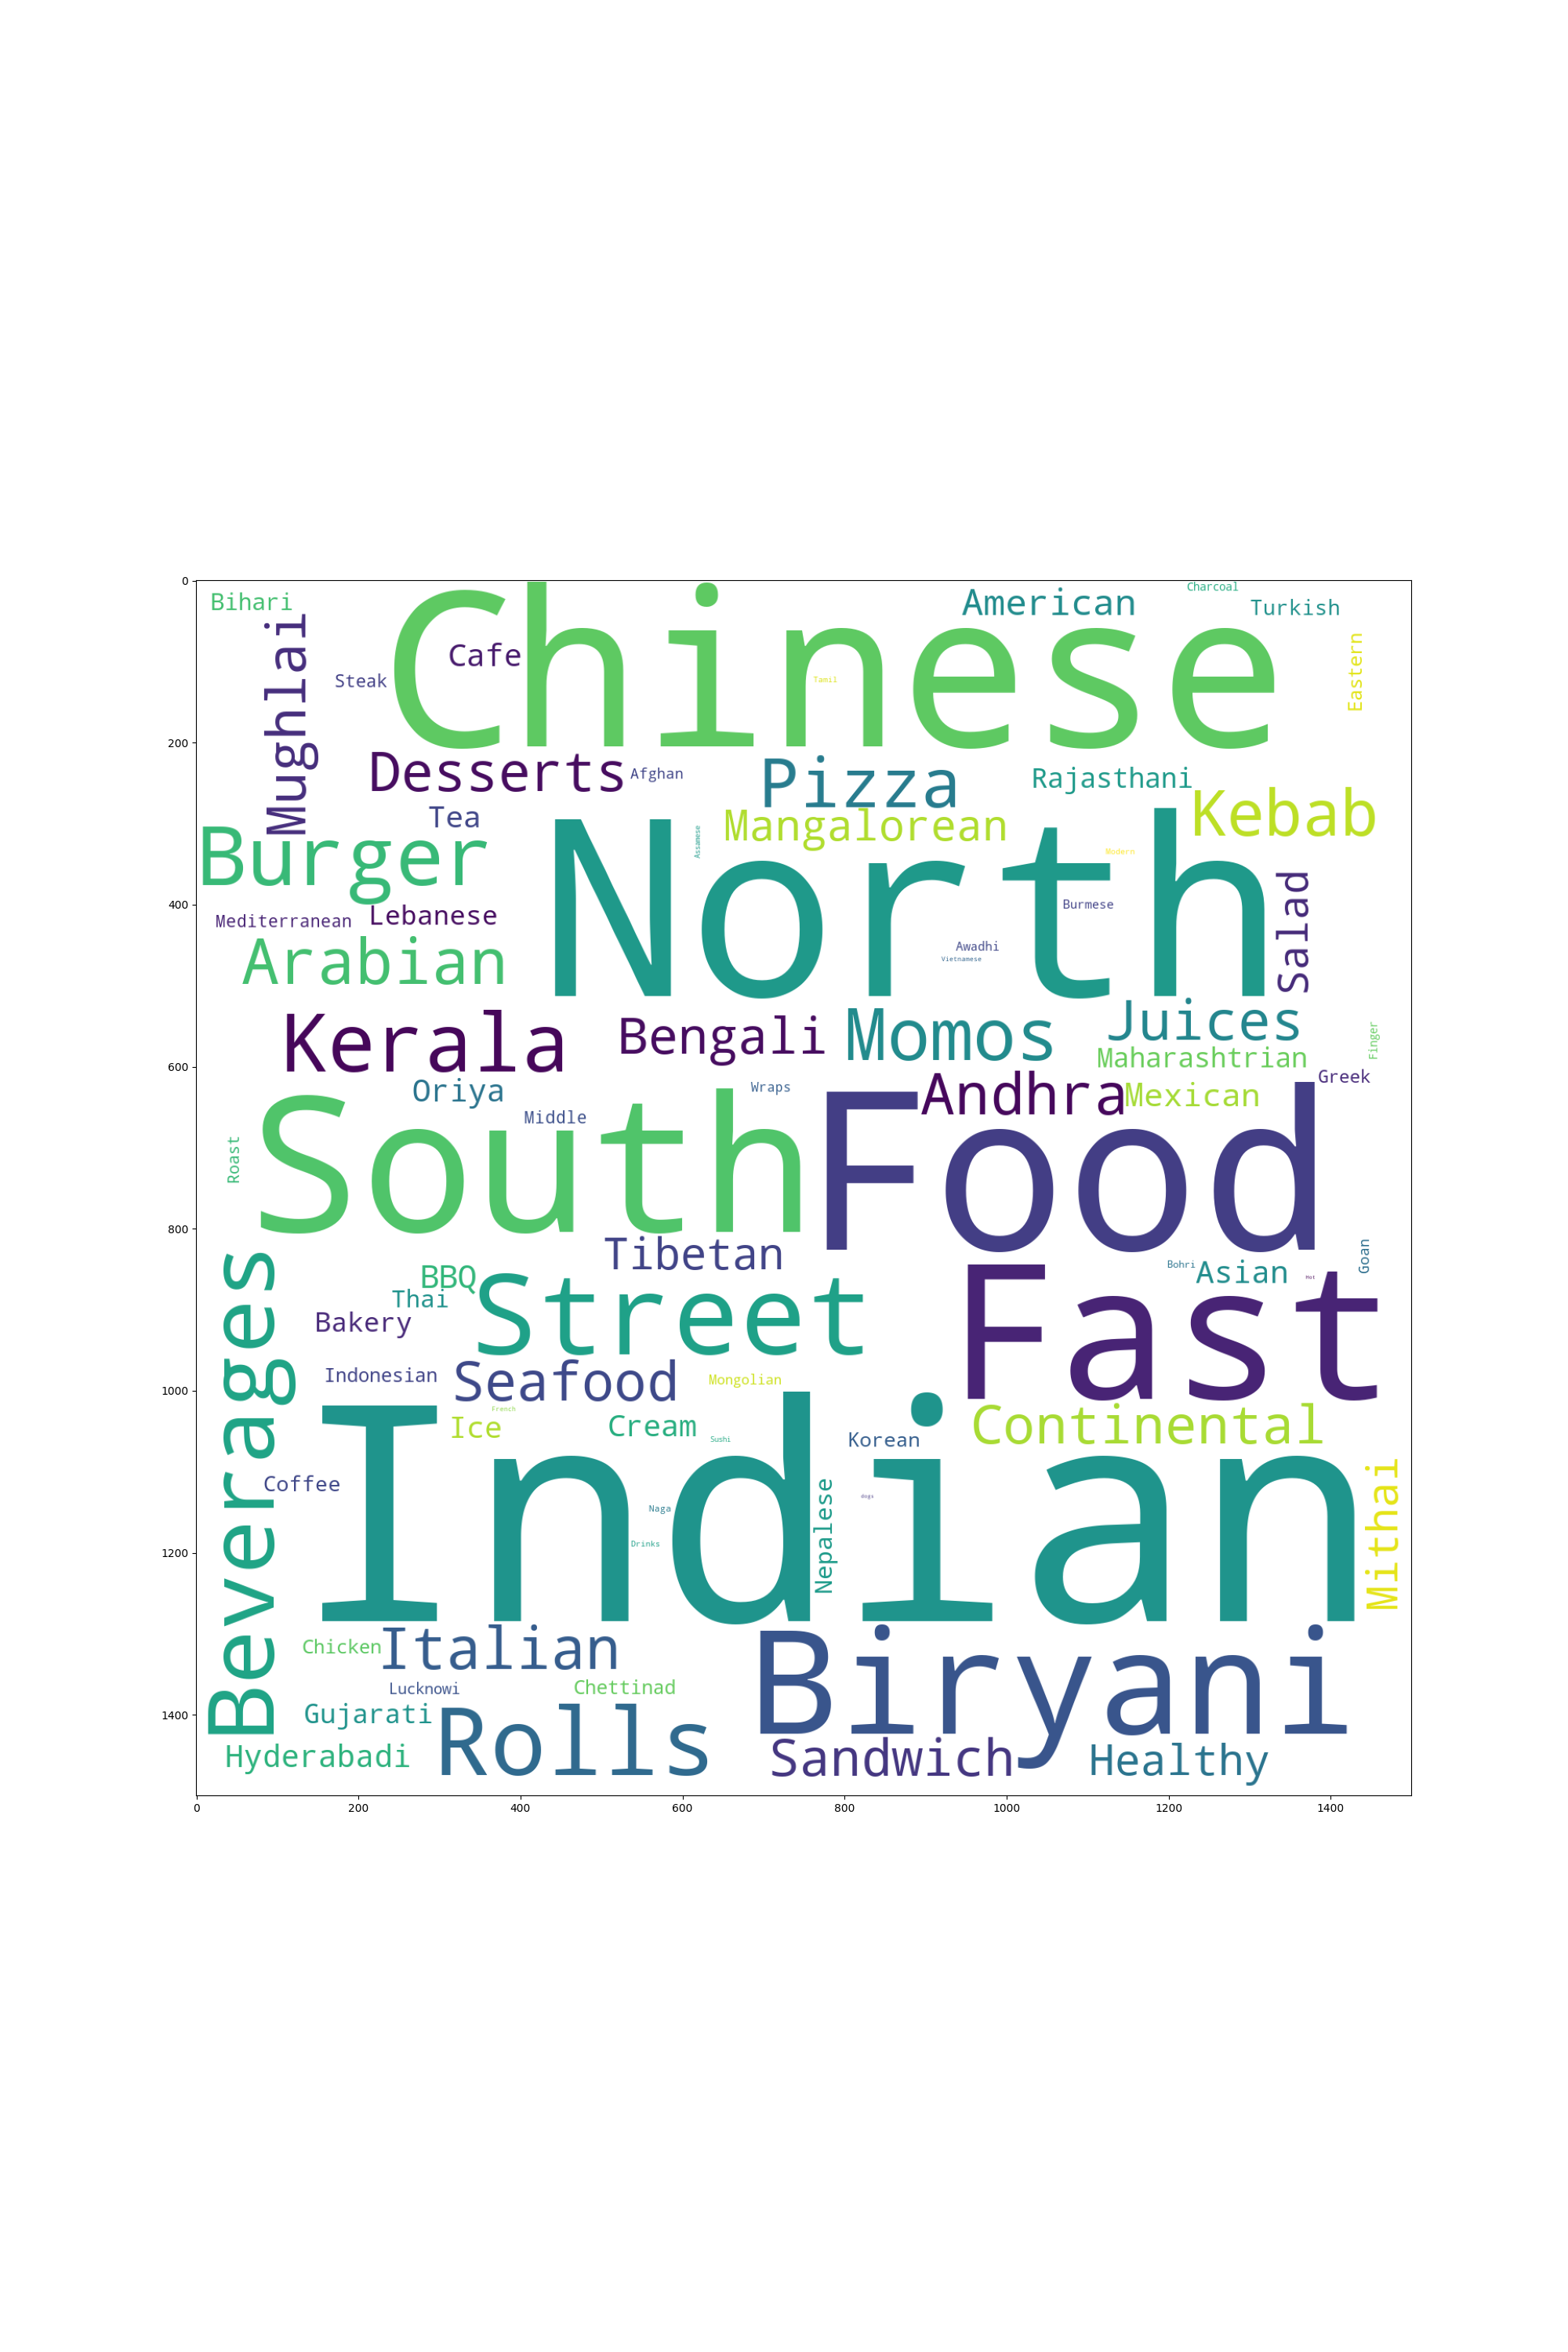 0
Chinese
Bihari
American
Charcoal
Turkish
Mughlai
Cafe
Steak
Tamil
Eastern
200
Desserts
Afghan
Pizza
Rajasthani
Tea
Mangalorean
Kebab
Burger
North
Assamese
Modern
400
Mediterranean
Lebanese
Burmese
Salad
Arabian
Awadhi
Vietnamese
Kerala
Bengali
Momos
Juices
Maharashtrian
Finger
600
Oriya
Wraps
Andhra
Mexican
Greek
Middle
South
Food
Roast
800
Tibetan
Beverages
BBQ
Thai
Street
Bohri
Asian
Hot
Goan
Bakery
Fast
Indonesian
Seafood
Mongolian
1000
French
Ice
Cream
Sushi
Korean
Continental
Indian
Coffee
Naga
dogs
Nepalese
Mithai
Drinks
1200
Chicken
Italian
Biryani
Lucknowi
Chettinad
1400
Gujarati
Rolls
Hyderabadi
Sandwich
Healthy
0 200 400 600 800 1000 1200 1400